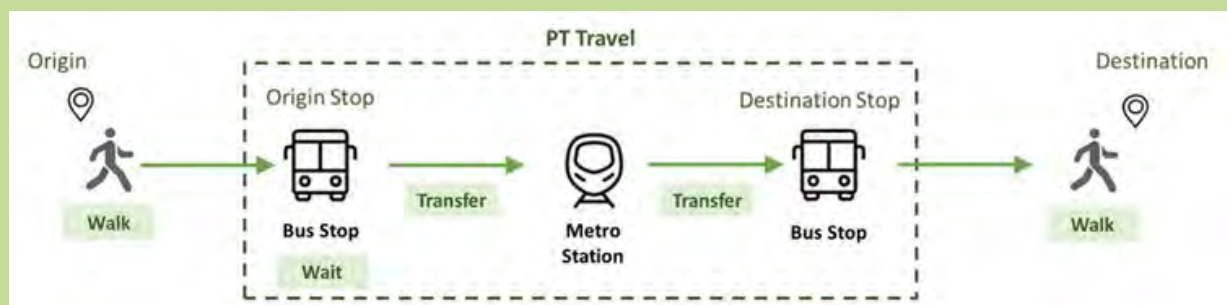 PT Travel
Origin
Destination
Origin Stop
Destination Stop
Transfer
Transfer
Walk
Bus Stop
Metro
Station
Bus Stop
Walk
Wait